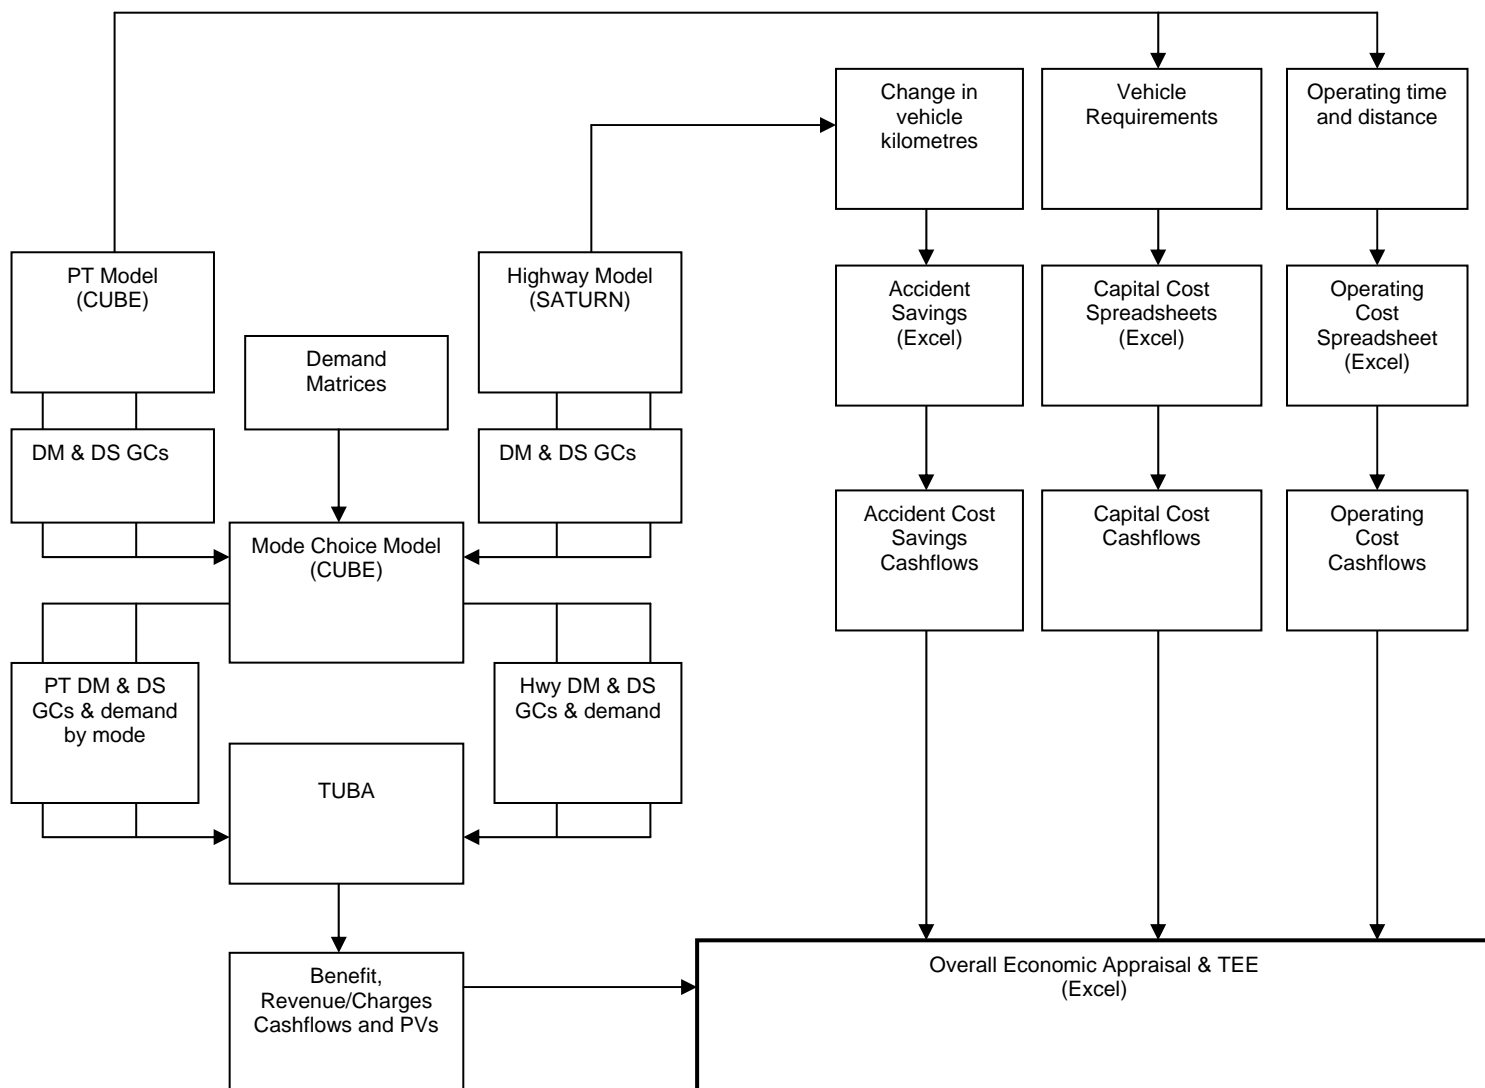 Change in
vehicle
kilometres
Vehicle
Requirements
Operating time
and distance
PT Model
(CUBE)
Highway Model
(SATURN)
Accident
Savings
(Excel)
Capital Cost
Spreadsheets
(Excel)
Operating
Cost
Spreadsheet
(Excel)
Demand
Matrices
DM & DS GCs
DM & DS GCs
Accident Cost
Savings
Cashflows
Capital Cost
Cashflows
Operating
Cost
Cashflows
Mode Choice Model
(CUBE)
PT DM & DS
GCs & demand
by mode
Hwy DM & DS
GCs & demand
TUBA
Benefit,
Revenue/Charges
Cashflows and PVs
Overall Economic Appraisal & TEE
(Excel)